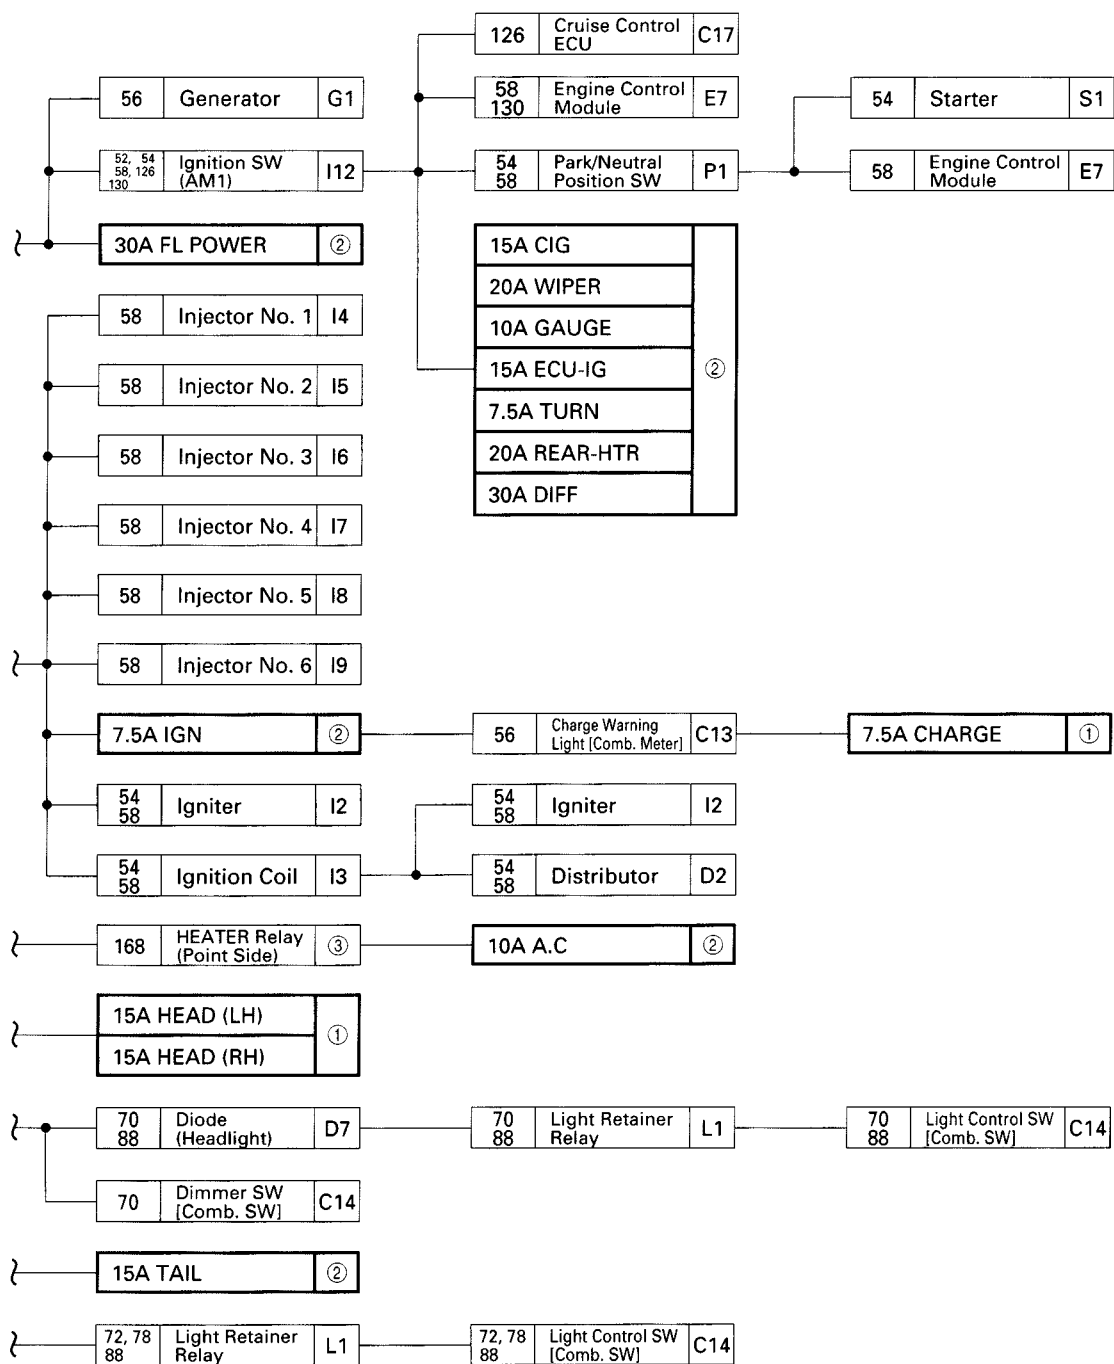 126 Cruise Control ECU C17
56 Generator G1
58 130 Engine Control Module E7
54 Starter S1
52, 54 58, 126 130 Ignition SW (AM1) I12
54 58 Park/Neutral Position SW P1
58 Engine Control Module E7
30A FL POWER ②
15A CIG
20A WIPER
10A GAUGE
15A ECU-IG ②
7.5A TURN
20A REAR-HTR
30A DIFF
58 Injector No. 1 I4
58 Injector No. 2 I5
58 Injector No. 3 I6
58 Injector No. 4 I7
58 Injector No. 5 I8
58 Injector No. 6 I9
7.5A IGN ②
56 Charge Warning Light [Comb. Meter] C13
7.5A CHARGE ①
54 58 Igniter I2
54 58 Igniter I2
54 58 Ignition Coil I3
54 58 Distributor D2
168 HEATER Relay (Point Side) ③
10A A.C ②
15A HEAD (LH) ①
15A HEAD (RH)
70 88 Diode (Headlight) D7
70 88 Light Retainer Relay L1
70 88 Light Control SW [Comb. SW] C14
70 Dimmer SW [Comb. SW] C14
15A TAIL ②
72, 78 88 Light Retainer Relay L1
72, 78 88 Light Control SW [Comb. SW] C14